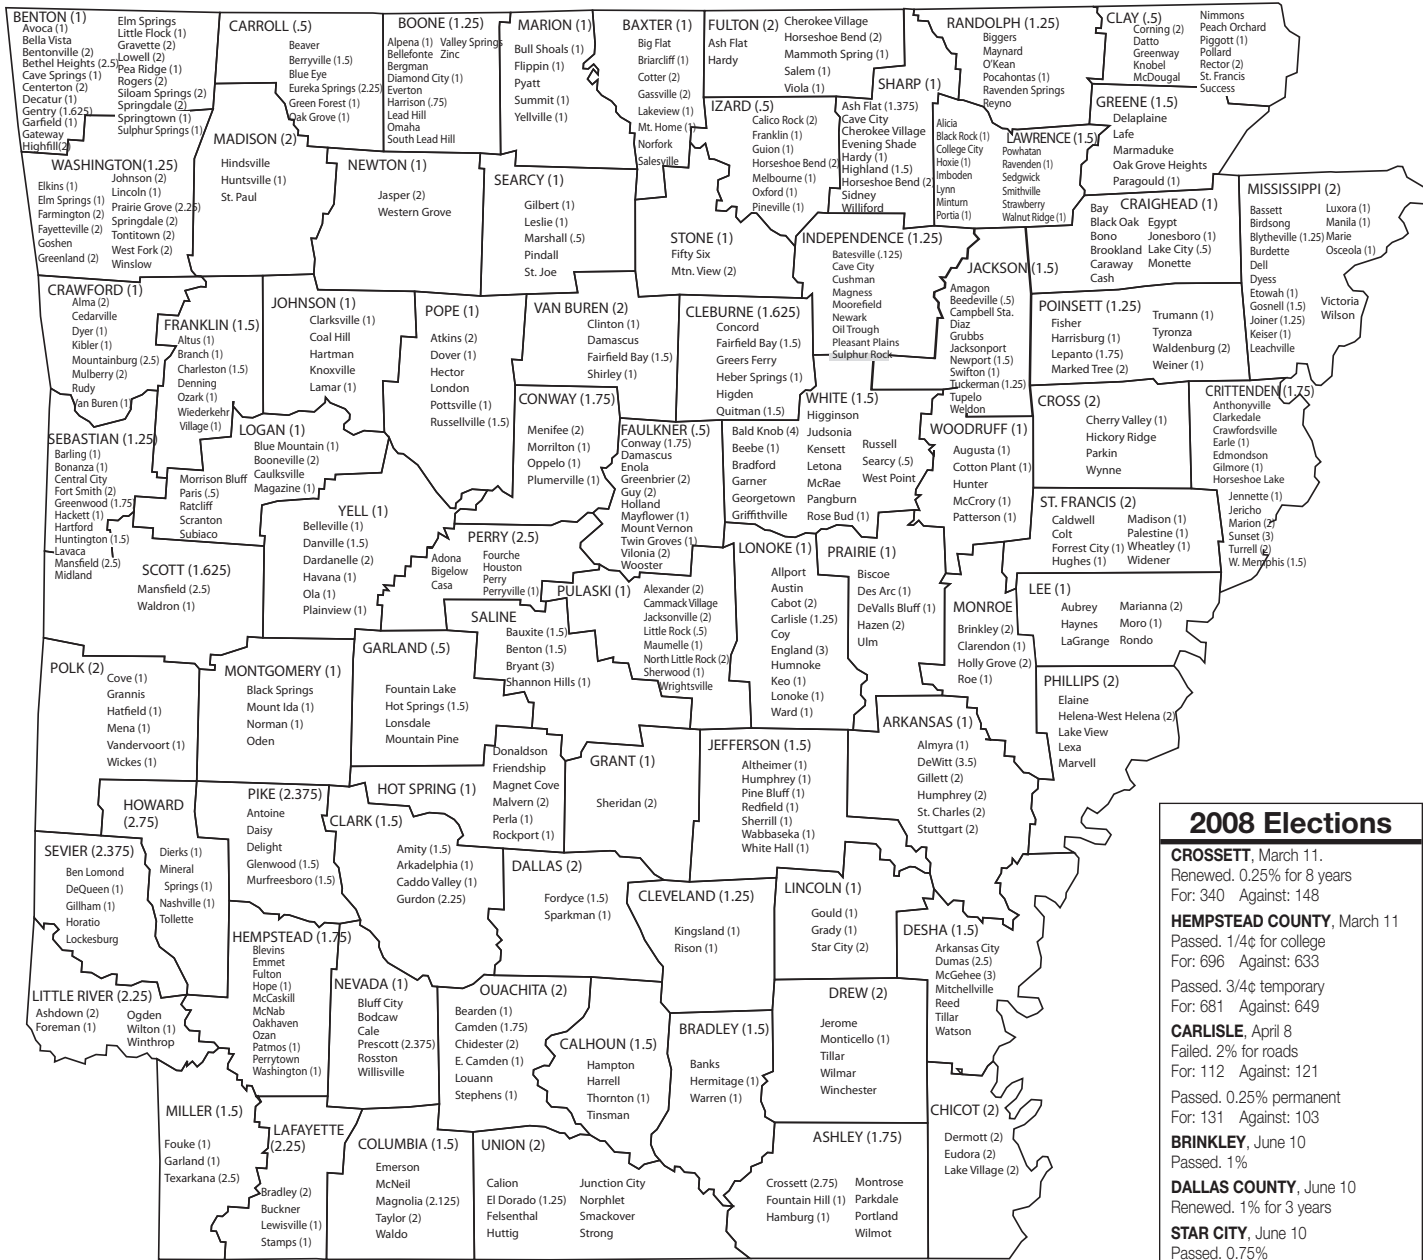 BENTON (1)
Avoca (1)
Bella Vista
Bentonville (2)
Bethel Heights (2.5)
Cave Springs (1)
Centerton (2)
Decatur (1)
Gentry (1.625)
Garfield (1)
Gateway
Highfill(2)
Elm Springs
Little Flock (1)
Gravette (2)
Lowell (2)
Pea Ridge (1)
Rogers (2)
Siloam Springs (2)
Springdale (2)
Springtown (1)
Sulphur Springs (1)
CARROLL (.5)
Beaver
Berryville (1.5)
Blue Eye
Eureka Springs (2.25)
Green Forest (1)
Oak Grove (1)
BOONE (1.25)
Alpena (1) Valley Springs
Bellefonte Zinc
Bergman
Diamond City (1)
Everton
Harrison (.75)
Lead Hill
Omaha
South Lead Hill
MARION (1)
Bull Shoals (1)
Flippin (1)
Pyatt
Summit (1)
Yellville (1)
BAXTER (1)
Big Flat
Briarcliff (1)
Cotter (2)
Gassville (2)
Lakeview (1)
Mt. Home (1)
Norfork
Salesville
FULTON (2)
Ash Flat
Hardy
Cherokee Village
Horseshoe Bend (2)
Mammoth Spring (1)
Salem (1)
Viola (1)
SHARP (1)
Ash Flat (1.375)
Cave City
Cherokee Village
Evening Shade
Hardy (1)
Highland (1.5)
Horseshoe Bend (2)
Sidney
Williford
RANDOLPH (1.25)
Biggers
Maynard
O'Kean
Pocahontas (1)
Ravenden Springs
Reyno
CLAY (.5)
Corning (2)
Datto
Greenway
Knobel
McDougal
Nimmons
Peach Orchard
Piggott (1)
Pollard
Rector (2)
St. Francis
Success
GREENE (1.5)
Delaplaine
Lafe
Marmaduke
Oak Grove Heights
Paragould (1)
IZARD (.5)
Calico Rock (2)
Franklin (1)
Guion (1)
Horseshoe Bend (2)
Melbourne (1)
Oxford (1)
Pineville (1)
LAWRENCE (1.5)
Alicia
Black Rock (1)
College City
Hoxie (1)
Imboden
Lynn
Minturn
Portia (1)
Powhatan
Ravenden (1)
Sedgwick
Smithville
Strawberry
Walnut Ridge (1)
MADISON (2)
Hindsville
Huntsville (1)
St. Paul
WASHINGTON(1.25)
Elkins (1)
Elm Springs (1)
Farmington (2)
Fayetteville (2)
Goshen
Greenland (2)
Johnson (2)
Lincoln (1)
Prairie Grove (2.25)
Springdale (2)
Tontitown (2)
West Fork (2)
Winslow
NEWTON (1)
Jasper (2)
Western Grove
SEARCY (1)
Gilbert (1)
Leslie (1)
Marshall (.5)
Pindall
St. Joe
STONE (1)
Fifty Six
Mtn. View (2)
INDEPENDENCE (1.25)
Batesville (.125)
Cave City
Cushman
Magness
Moorefield
Newark
Oil Trough
Pleasant Plains
Sulphur Rock
JACKSON (1.5)
Amagon
Beedeville (.5)
Campbell Sta.
Diaz
Grubbs
Jacksonport
Newport (1.5)
Swifton (1)
Tuckerman (1.25)
Tupelo
Weldon
CRAIGHEAD (1)
Bay
Black Oak
Bono
Brookland
Caraway
Cash
Egypt
Jonesboro (1)
Lake City (.5)
Monette
MISSISSIPPI (2)
Bassett
Birdsong
Blytheville (1.25)
Burdette
Dell
Dyess
Etowah (1)
Gosnell (1.5)
Joiner (1.25)
Keiser (1)
Leachville
Luxora (1)
Manila (1)
Marie
Osceola (1)
Victoria
Wilson
CRAWFORD (1)
Alma (2)
Cedarville
Dyer (1)
Kibler (1)
Mountainburg (2.5)
Mulberry (2)
Rudy
Van Buren (1)
FRANKLIN (1.5)
Altus (1)
Branch (1)
Charleston (1.5)
Denning
Ozark (1)
Wiederkehr
Village (1)
JOHNSON (1)
Clarksville (1)
Coal Hill
Hartman
Knoxville
Lamar (1)
POPE (1)
Atkins (2)
Dover (1)
Hector
London
Pottsville (1)
Russellville (1.5)
VAN BUREN (2)
Clinton (1)
Damascus
Fairfield Bay (1.5)
Shirley (1)
CLEBURNE (1.625)
Concord
Fairfield Bay (1.5)
Greers Ferry
Heber Springs (1)
Higden
Quitman (1.5)
POINSETT (1.25)
Fisher
Harrisburg (1)
Lepanto (1.75)
Marked Tree (2)
Trumann (1)
Tyronza
Waldenburg (2)
Weiner (1)
CROSS (2)
Cherry Valley (1)
Hickory Ridge
Parkin
Wynne
CRITTENDEN (1.75)
Anthonyville
Clarkedale
Crawfordsville
Earle (1)
Edmondson
Gilmore (1)
Horseshoe Lake
Jennette (1)
Jericho
Marion (2)
Sunset (3)
Turrell (2)
W. Memphis (1.5)
SEBASTIAN (1.25)
Barling (1)
Bonanza (1)
Central City
Fort Smith (2)
Greenwood (1.75)
Hackett (1)
Hartford
Huntington (1.5)
Lavaca
Mansfield (2.5)
Midland
LOGAN (1)
Blue Mountain (1)
Booneville (2)
Caulksville
Magazine (1)
Morrison Bluff
Paris (.5)
Ratcliff
Scranton
Subiaco
CONWAY (1.75)
Menifee (2)
Morrilton (1)
Oppelo (1)
Plumerville (1)
FAULKNER (.5)
Conway (1.75)
Damascus
Enola
Greenbrier (2)
Guy (2)
Holland
Mayflower (1)
Mount Vernon
Twin Groves (1)
Vilonia (2)
Wooster
WHITE (1.5)
Bald Knob (4)
Beebe (1)
Bradford
Garner
Georgetown
Griffithville
Higginson
Judsonia
Kensett
Letona
McRae
Pangburn
Rose Bud (1)
Russell
Searcy (.5)
West Point
WOODRUFF (1)
Augusta (1)
Cotton Plant (1)
Hunter
McCrory (1)
Patterson (1)
ST. FRANCIS (2)
Caldwell
Colt
Forrest City (1)
Hughes (1)
Madison (1)
Palestine (1)
Wheatley (1)
Widener
YELL (1)
Belleville (1)
Danville (1.5)
Dardanelle (2)
Havana (1)
Ola (1)
Plainview (1)
SCOTT (1.625)
Mansfield (2.5)
Waldron (1)
PERRY (2.5)
Adona
Bigelow
Casa
Fourche
Houston
Perry
Perryville (1)
PULASKI (1)
Alexander (2)
Cammack Village
Jacksonville (2)
Little Rock (.5)
Maumelle (1)
North Little Rock (2)
Sherwood (1)
Wrightsville
LONOKE (1)
Allport
Austin
Cabot (2)
Carlisle (1.25)
Coy
England (3)
Humnoke
Keo (1)
Lonoke (1)
Ward (1)
PRAIRIE (1)
Biscoe
Des Arc (1)
DeValls Bluff (1)
Hazen (2)
Ulm
MONROE
Brinkley (2)
Clarendon (1)
Holly Grove (2)
Roe (1)
LEE (1)
Aubrey
Haynes
LaGrange
Marianna (2)
Moro (1)
Rondo
PHILLIPS (2)
Elaine
Helena-West Helena (2)
Lake View
Lexa
Marvell
SALINE
Bauxite (1.5)
Benton (1.5)
Bryant (3)
Shannon Hills (1)
GARLAND (.5)
Fountain Lake
Hot Springs (1.5)
Lonsdale
Mountain Pine
POLK (2)
Cove (1)
Grannis
Hatfield (1)
Mena (1)
Vandervoort (1)
Wickes (1)
MONTGOMERY (1)
Black Springs
Mount Ida (1)
Norman (1)
Oden
HOT SPRING (1)
Donaldson
Friendship
Magnet Cove
Malvern (2)
Perla (1)
Rockport (1)
GRANT (1)
Sheridan (2)
JEFFERSON (1.5)
Altheimer (1)
Humphrey (1)
Pine Bluff (1)
Redfield (1)
Sherrill (1)
Wabbaseka (1)
White Hall (1)
ARKANSAS (1)
Almyra (1)
DeWitt (3.5)
Gillett (2)
Humphrey (2)
St. Charles (2)
Stuttgart (2)
HOWARD
(2.75)
Dierks (1)
Mineral
Springs (1)
Nashville (1)
Tollette
PIKE (2.375)
Antoine
Daisy
Delight
Glenwood (1.5)
Murfreesboro (1.5)
CLARK (1.5)
Amity (1.5)
Arkadelphia (1)
Caddo Valley (1)
Gurdon (2.25)
DALLAS (2)
Fordyce (1.5)
Sparkman (1)
CLEVELAND (1.25)
Kingsland (1)
Rison (1)
LINCOLN (1)
Gould (1)
Grady (1)
Star City (2)
DESHA (1.5)
Arkansas City
Dumas (2.5)
McGehee (3)
Mitchellville
Reed
Tillar
Watson
SEVIER (2.375)
Ben Lomond
DeQueen (1)
Gillham (1)
Horatio
Lockesburg
LITTLE RIVER (2.25)
Ashdown (2)
Foreman (1)
Ogden
Wilton (1)
Winthrop
HEMPSTEAD (1.75)
Blevins
Emmet
Fulton
Hope (1)
McCaskill
McNab
Oakhaven
Ozan
Patmos (1)
Perrytown
Washington (1)
NEVADA (1)
Bluff City
Bodcaw
Cale
Prescott (2.375)
Rosston
Willisville
OUACHITA (2)
Bearden (1)
Camden (1.75)
Chidester (2)
E. Camden (1)
Louann
Stephens (1)
CALHOUN (1.5)
Hampton
Harrell
Thornton (1)
Tinsman
BRADLEY (1.5)
Banks
Hermitage (1)
Warren (1)
DREW (2)
Jerome
Monticello (1)
Tillar
Wilmar
Winchester
MILLER (1.5)
Fouke (1)
Garland (1)
Texarkana (2.5)
LAFAYETTE
(2.25)
Bradley (2)
Buckner
Lewisville (1)
Stamps (1)
COLUMBIA (1.5)
Emerson
McNeil
Magnolia (2.125)
Taylor (2)
Waldo
UNION (2)
Calion
El Dorado (1.25)
Felsenthal
Huttig
Junction City
Norphlet
Smackover
Strong
ASHLEY (1.75)
Crossett (2.75)
Fountain Hill (1)
Hamburg (1)
Montrose
Parkdale
Portland
Wilmot
CHICOT (2)
Dermott (2)
Eudora (2)
Lake Village (2)
2008 Elections
CROSSETT, March 11.
Renewed. 0.25% for 8 years
For: 340 Against: 148
HEMPSTEAD COUNTY, March 11
Passed. 1/4¢ for college
For: 696 Against: 633
Passed. 3/4¢ temporary
For: 681 Against: 649
CARLISLE, April 8
Failed. 2% for roads
For: 112 Against: 121
Passed. 0.25% permanent
For: 131 Against: 103
BRINKLEY, June 10
Passed. 1%
DALLAS COUNTY, June 10
Renewed. 1% for 3 years
STAR CITY, June 10
Passed. 0.75%